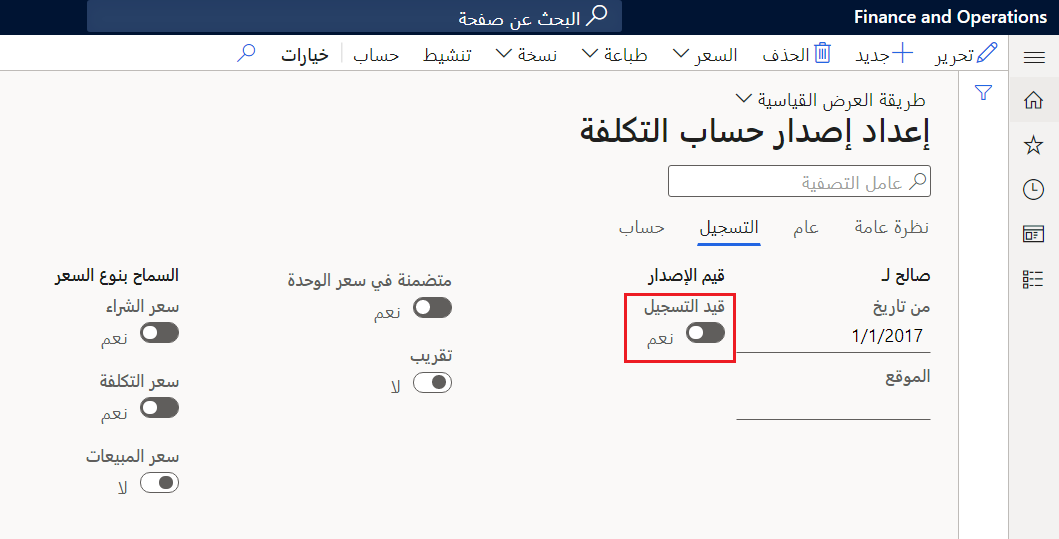 Finance and Operations
البحث عن صفحة
تحرير
جديد
الحذف
السعر
طباعة
نسخة
تنشيط
حساب
خيارات
طريقة العرض القياسية
إعداد إصدار حساب التكلفة
عامل التصفية
نظرة عامة
عام
التسجيل
حساب
صالح لـ
من تاريخ
1/1/2017
الموقع
قيم الإصدار
قيد التسجيل
نعم
متضمنة في سعر الوحدة
نعم
تقريب
لا
السماح بنوع السعر
سعر الشراء
نعم
سعر التكلفة
نعم
سعر المبيعات
لا